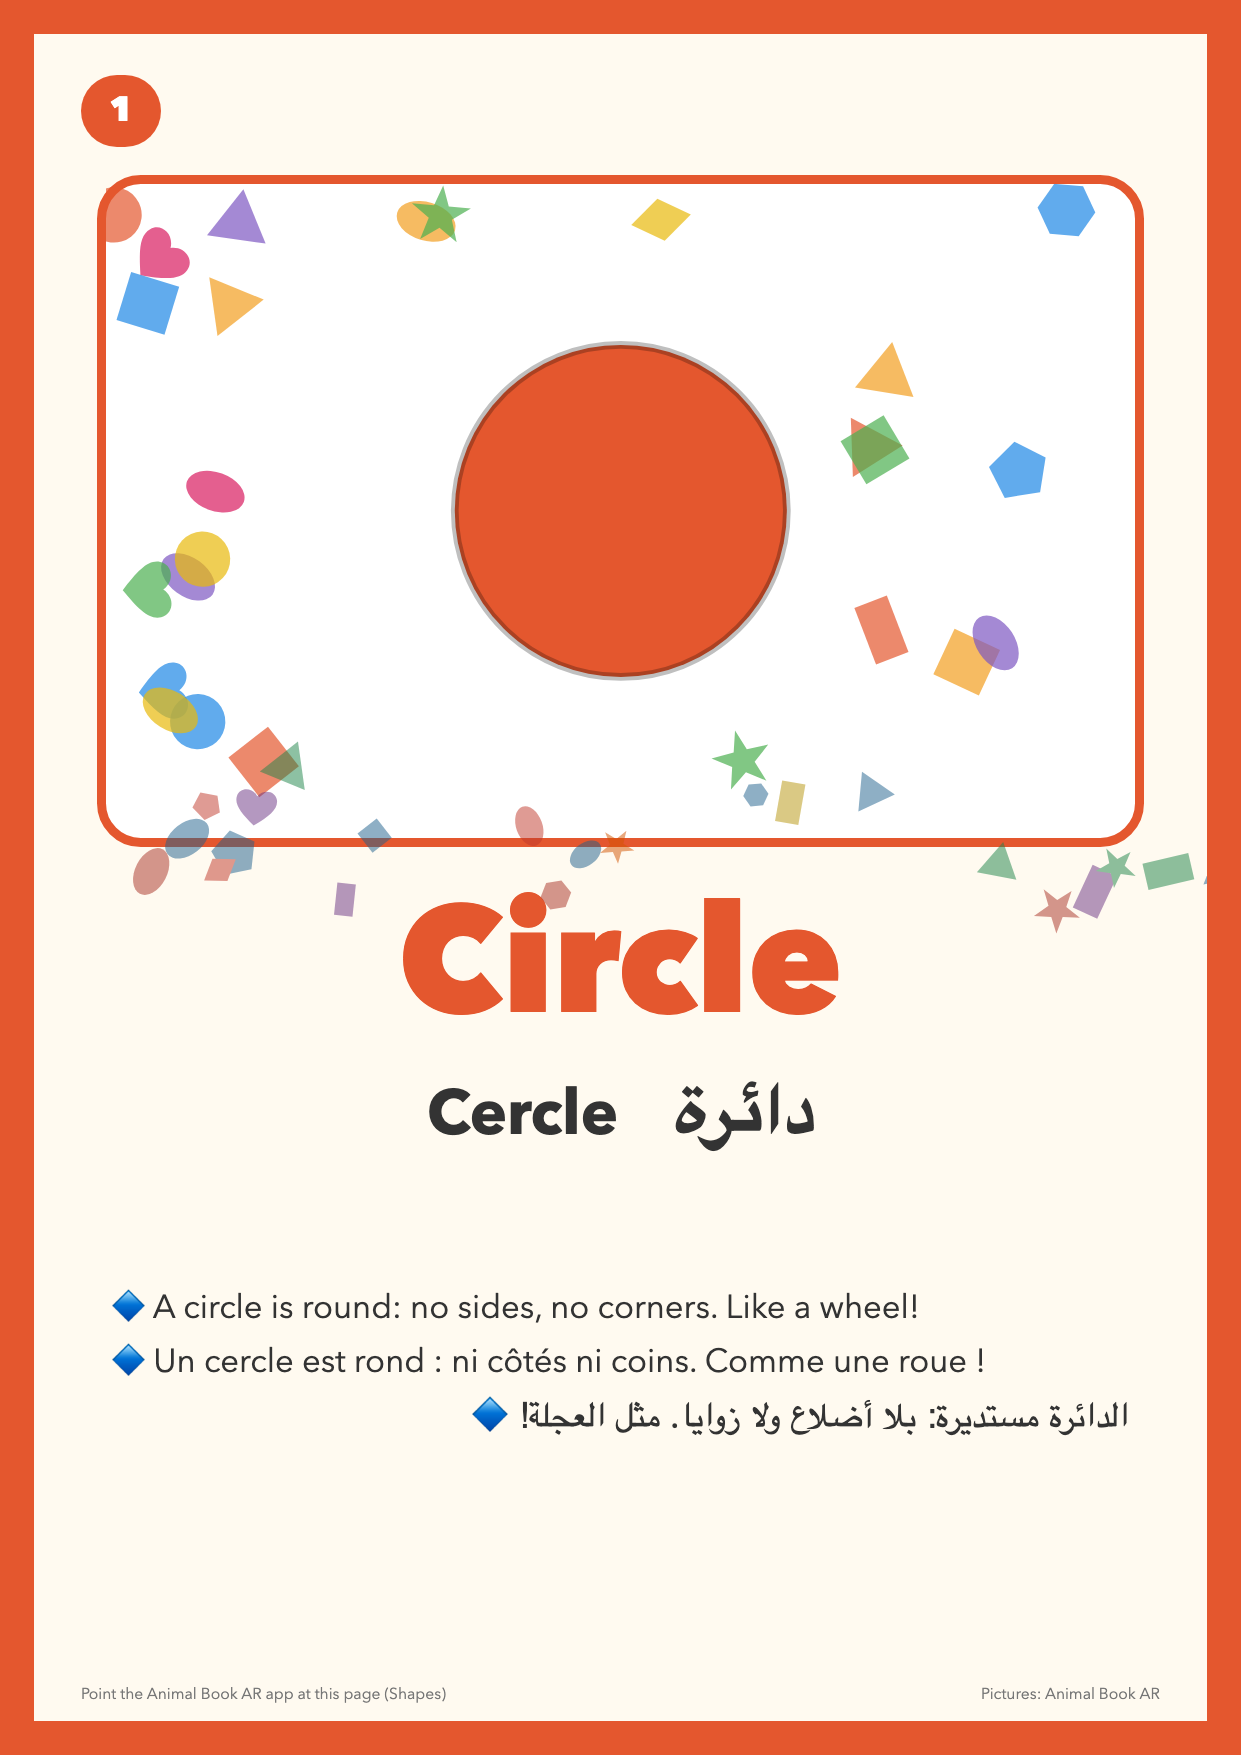 1
Circle
Cercle دائرة
🔷 A circle is round: no sides, no corners. Like a wheel!
🔷 Un cercle est rond : ni côtés ni coins. Comme une roue !
🔷 الدائرة مستديرة: بلا أضلاع ولا زوايا. مثل العجلة!
Point the Animal Book AR app at this page (Shapes)
Pictures: Animal Book AR